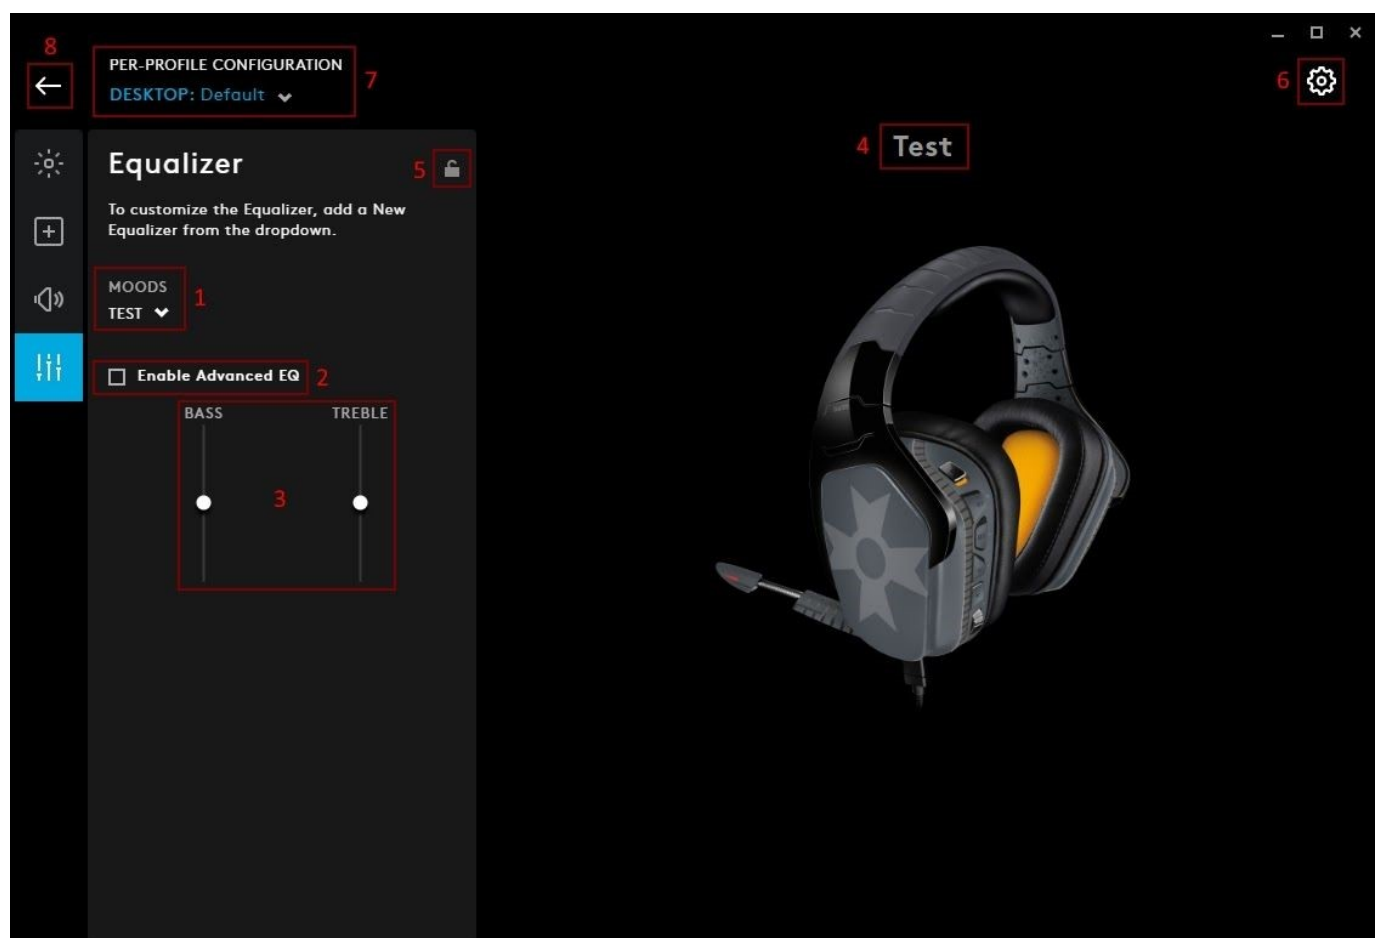 8
PER-PROFILE CONFIGURATION
DESKTOP: Default
7
6
4
Test
Equalizer
5
To customize the Equalizer, add a New
Equalizer from the dropdown.
MOODS
TEST
1
Enable Advanced EQ
2
BASS TREBLE
3